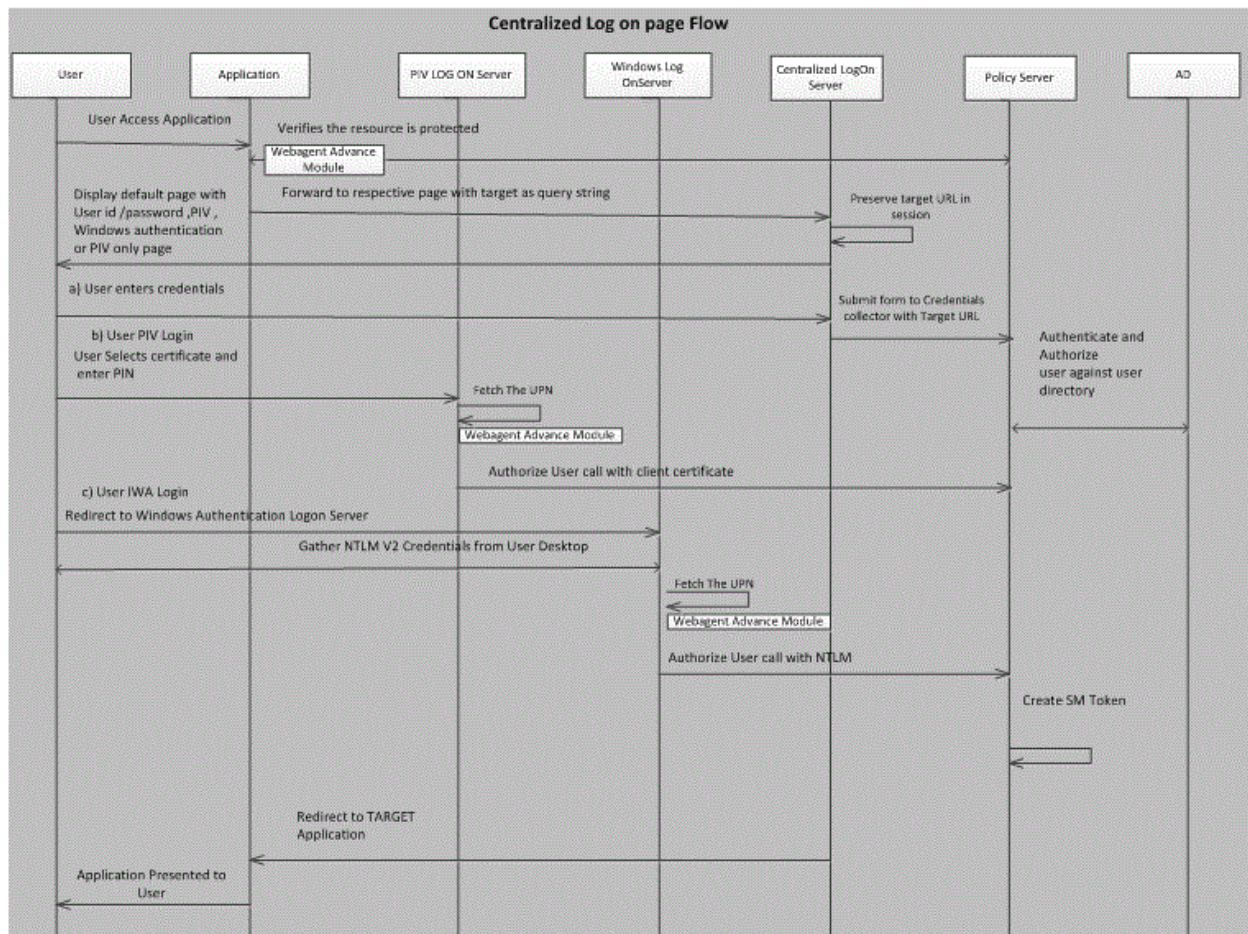 Centralized Log on page Flow
User
Application
PIV LOG ON Server
Windows Log
OnServer
Centralized LogOn
Server
Policy Server
AD
User Access Application
Verifies the resource is protected
Webagent Advance
Module
Display default page with
User id /password ,PIV ,
Windows authentication
or PIV only page
Forward to respective page with target as query string
Preserve target URL in
session
a) User enters credentials
Submit form to Credentials
collector with Target URL
b) User PIV Login
User Selects certificate and
enter PIN
Authenticate and
Authorize
user against user
directory
Fetch The UPN
Webagent Advance Module
Authorize User call with client certificate
c) User IWA Login
Redirect to Windows Authentication Logon Server
Gather NTLM V2 Credentials from User Desktop
Fetch The UPN
Webagent Advance Module
Authorize User call with NTLM
Create SM Token
Redirect to TARGET
Application
Application Presented to
User